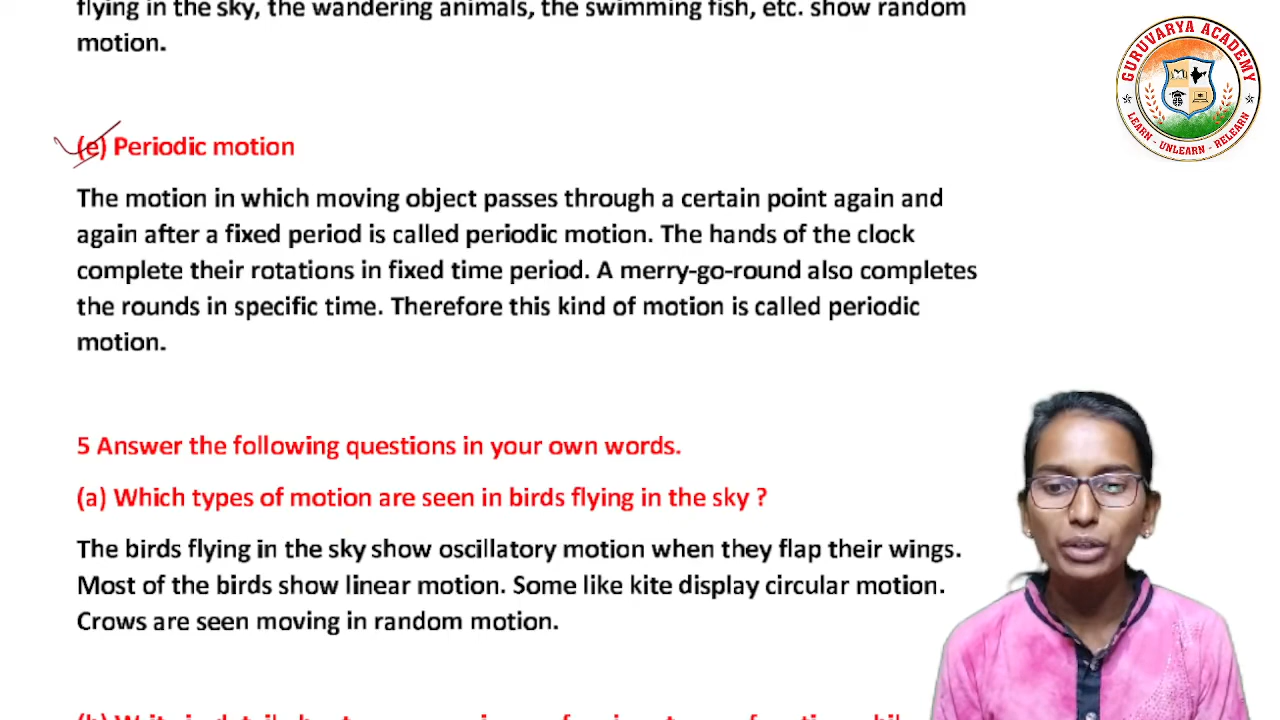 flying in the sky, the wandering animals, the swimming fish, etc. show random
motion.
(e) Periodic motion
The motion in which moving object passes through a certain point again and
again after a fixed period is called periodic motion. The hands of the clock
complete their rotations in fixed time period. A merry-go-round also completes
the rounds in specific time. Therefore this kind of motion is called periodic
motion.
5 Answer the following questions in your own words.
(a) Which types of motion are seen in birds flying in the sky ?
The birds flying in the sky show oscillatory motion when they flap their wings.
Most of the birds show linear motion. Some like kite display circular motion.
Crows are seen moving in random motion.
GURUVARYA ACADEMY
LEARN - UNLEARN - RELEARN